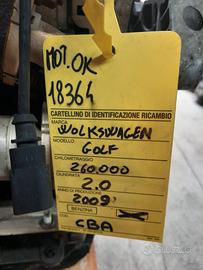 MOT. OK
18364
CARTELLINO DI IDENTIFICAZIONE RICAMBIO
MARCA
WOLKSWAGEN
MODELLO
GOLF
CHILOMETRAGGIO
260.000
CILINDRATA
2.0
ANNO DI PRODUZIONE
2009
BENZINA
CBA